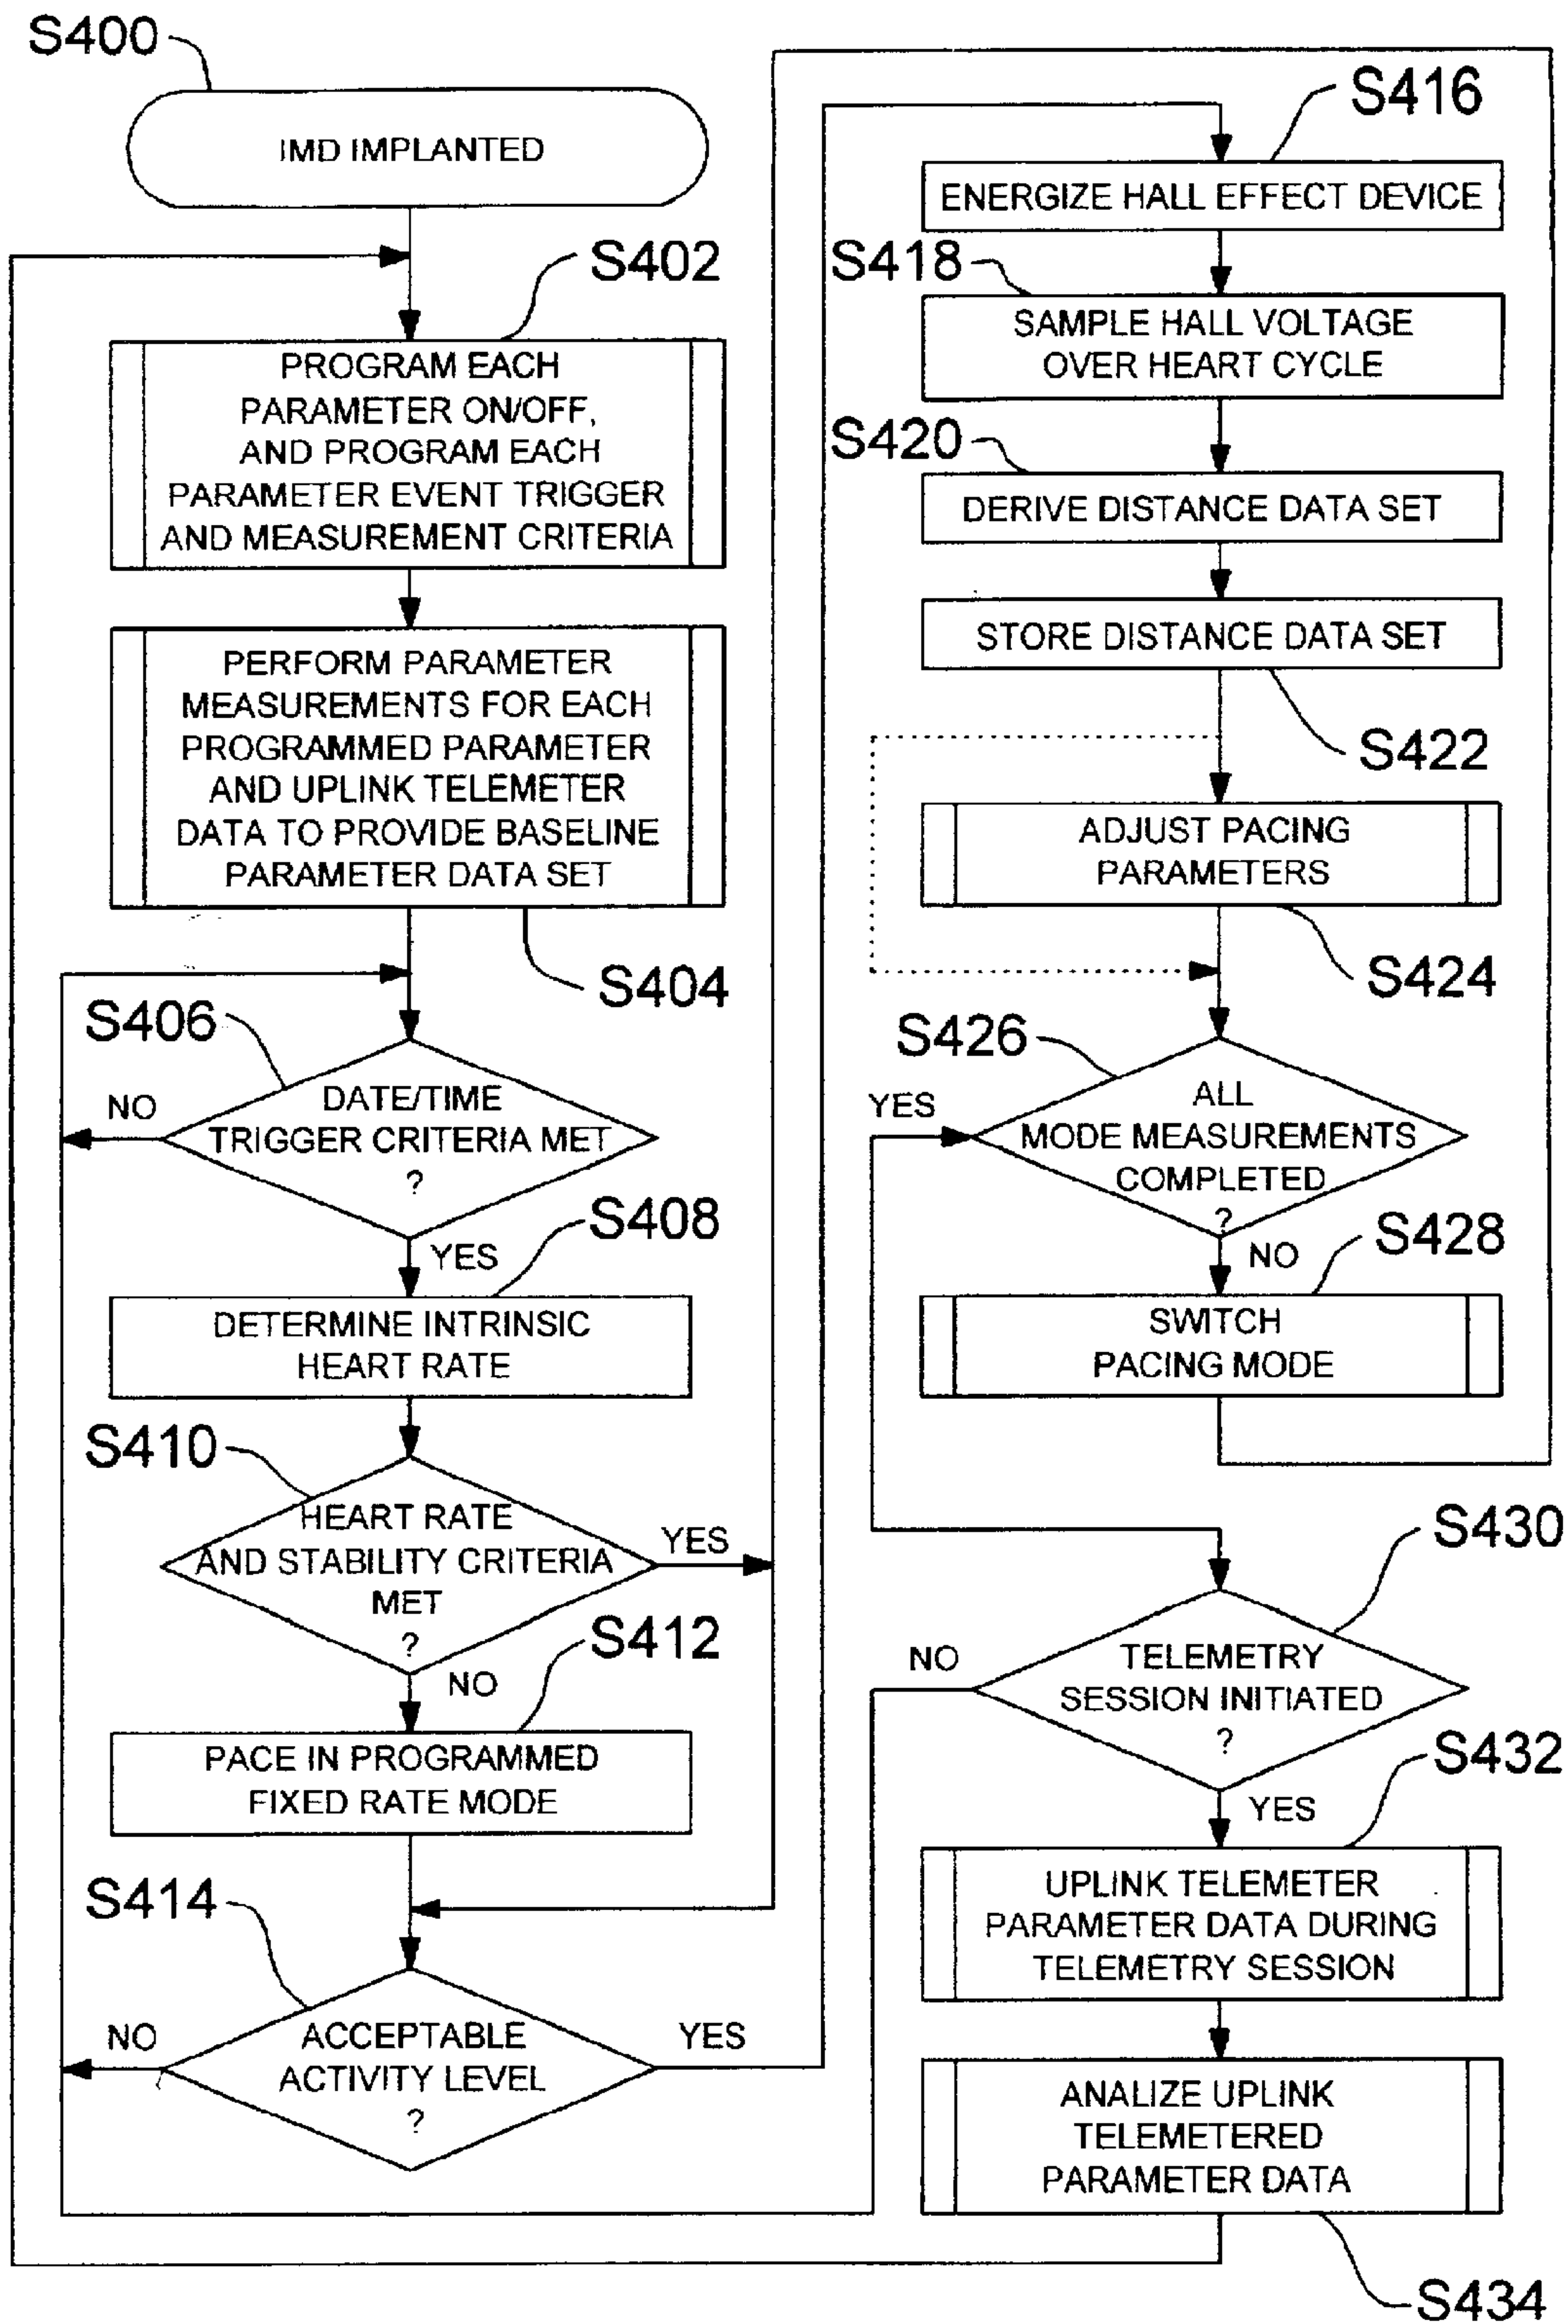 S400
IMD IMPLANTED
S402
PROGRAM EACH
PARAMETER ON/OFF,
AND PROGRAM EACH
PARAMETER EVENT TRIGGER
AND MEASUREMENT CRITERIA
PERFORM PARAMETER
MEASUREMENTS FOR EACH
PROGRAMMED PARAMETER
AND UPLINK TELEMETER
DATA TO PROVIDE BASELINE
PARAMETER DATA SET
S404
S406
NO
DATE/TIME
TRIGGER CRITERIA MET
?
YES
S408
DETERMINE INTRINSIC
HEART RATE
S410
HEART RATE
AND STABILITY CRITERIA
MET
?
YES
NO
S412
PACE IN PROGRAMMED
FIXED RATE MODE
S414
NO
ACCEPTABLE
ACTIVITY LEVEL
?
YES
S416
ENERGIZE HALL EFFECT DEVICE
S418
SAMPLE HALL VOLTAGE
OVER HEART CYCLE
S420
DERIVE DISTANCE DATA SET
STORE DISTANCE DATA SET
S422
ADJUST PACING
PARAMETERS
S424
S426
YES
ALL
MODE MEASUREMENTS
COMPLETED
?
NO
S428
SWITCH
PACING MODE
S430
NO
TELEMETRY
SESSION INITIATED
?
YES
S432
UPLINK TELEMETER
PARAMETER DATA DURING
TELEMETRY SESSION
ANALIZE UPLINK
TELEMETERED
PARAMETER DATA
S434